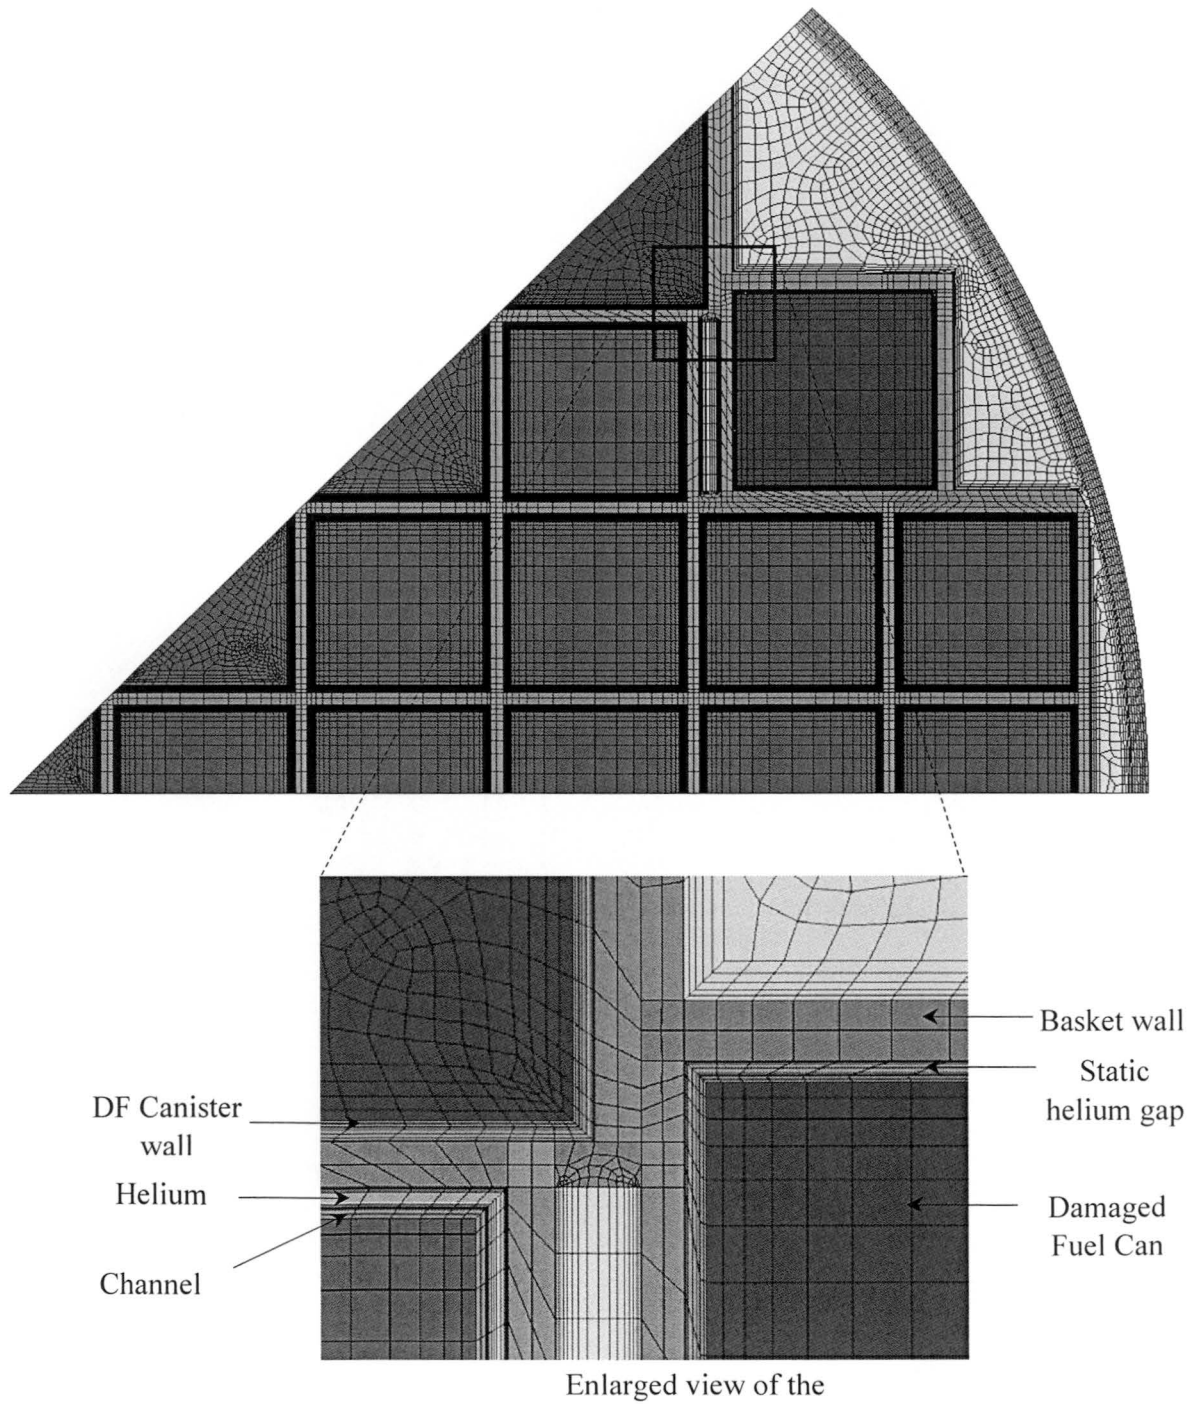 Basket wall
Static
helium gap
DF Canister
wall
Helium
Damaged
Fuel Can
Channel
Enlarged view of the